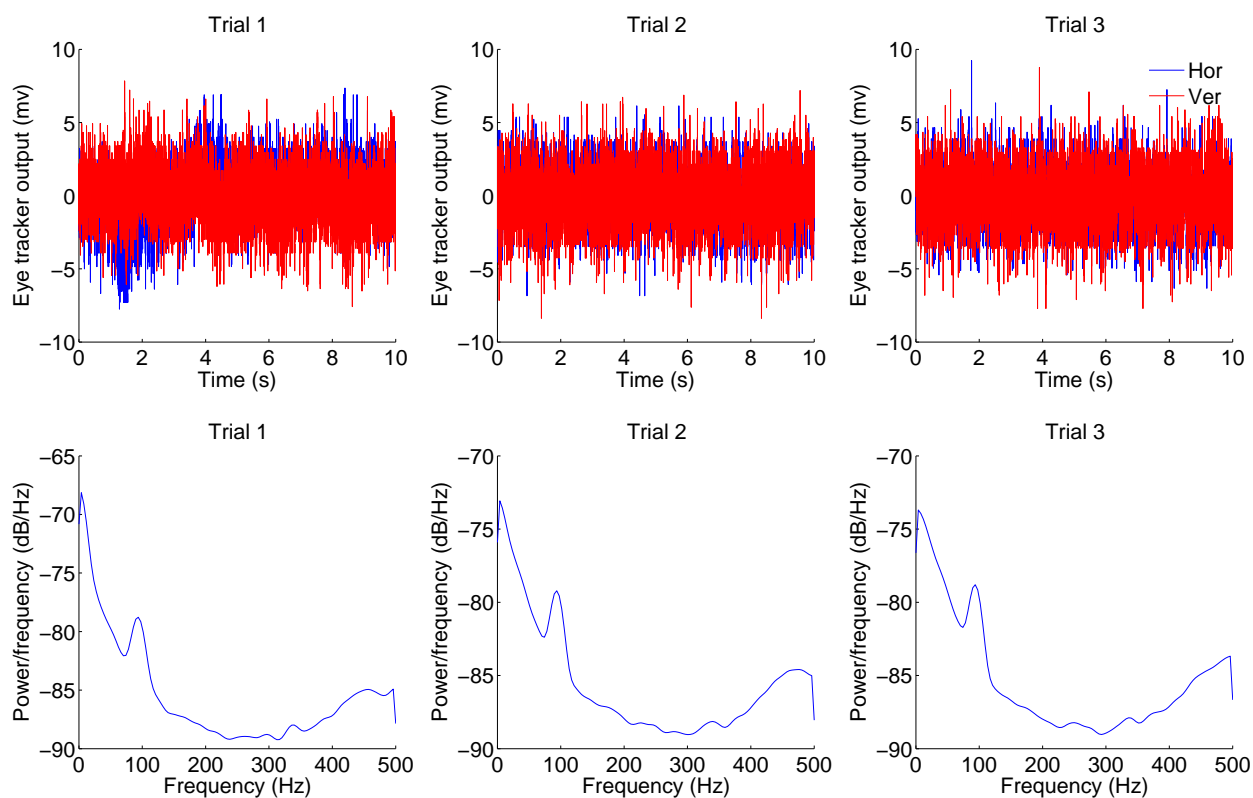 Trial 1
Trial 2
Trial 3
10
5
0
−5
−10
Eye tracker output (mv)
0 2 4 6 8 10
Time (s)
10
5
0
−5
−10
Eye tracker output (mv)
0 2 4 6 8 10
Time (s)
10
5
0
−5
−10
Eye tracker output (mv)
0 2 4 6 8 10
Time (s)
Hor
Ver
Trial 1
Trial 2
Trial 3
−65
−70
−75
−80
−85
−90
Power/frequency (dB/Hz)
0 100 200 300 400 500
Frequency (Hz)
−70
−75
−80
−85
−90
Power/frequency (dB/Hz)
0 100 200 300 400 500
Frequency (Hz)
−70
−75
−80
−85
−90
Power/frequency (dB/Hz)
0 100 200 300 400 500
Frequency (Hz)